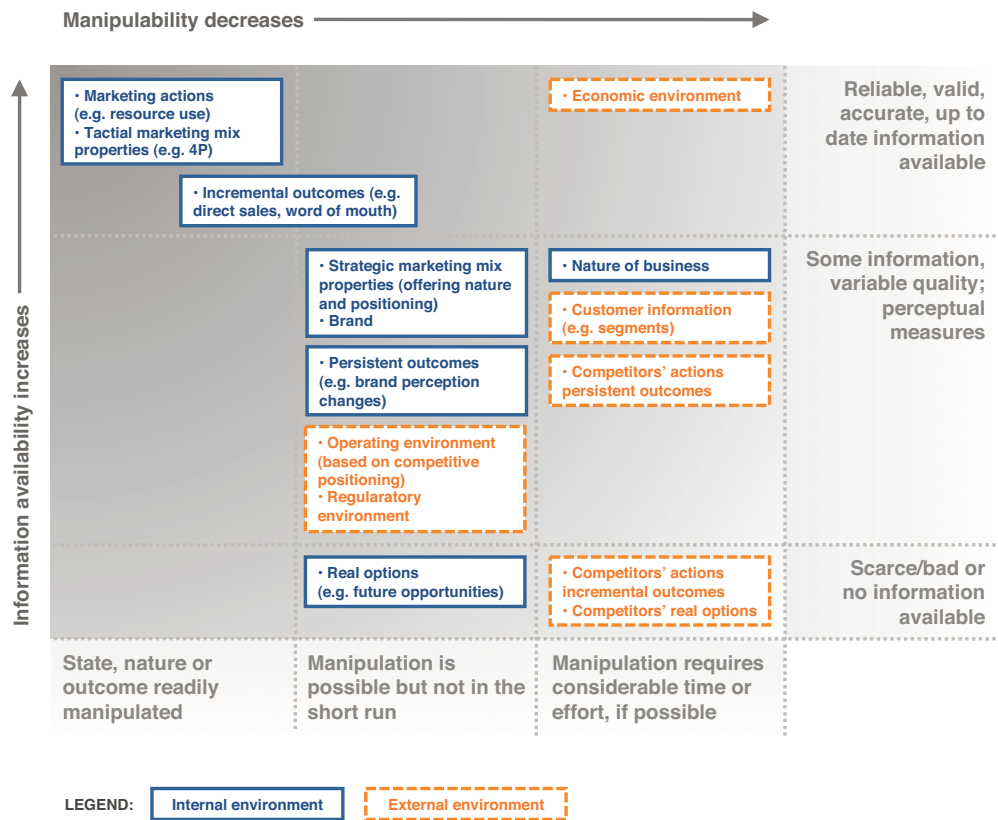 Manipulability decreases
Information availability increases
· Marketing actions
(e.g. resource use)
· Tactial marketing mix
properties (e.g. 4P)
· Economic environment
Reliable, valid,
accurate, up to
date information
available
· Incremental outcomes (e.g.
direct sales, word of mouth)
· Strategic marketing mix
properties (offering nature
and positioning)
· Brand
· Nature of business
Some information,
variable quality;
perceptual
measures
· Customer information
(e.g. segments)
· Persistent outcomes
(e.g. brand perception
changes)
· Competitors’ actions
persistent outcomes
· Operating environment
(based on competitive
positioning)
· Regularatory
environment
· Real options
(e.g. future opportunities)
· Competitors’ actions
incremental outcomes
· Competitors’ real options
Scarce/bad or
no information
available
State, nature or
outcome readily
manipulated
Manipulation is
possible but not in the
short run
Manipulation requires
considerable time or
effort, if possible
LEGEND:
Internal environment
External environment